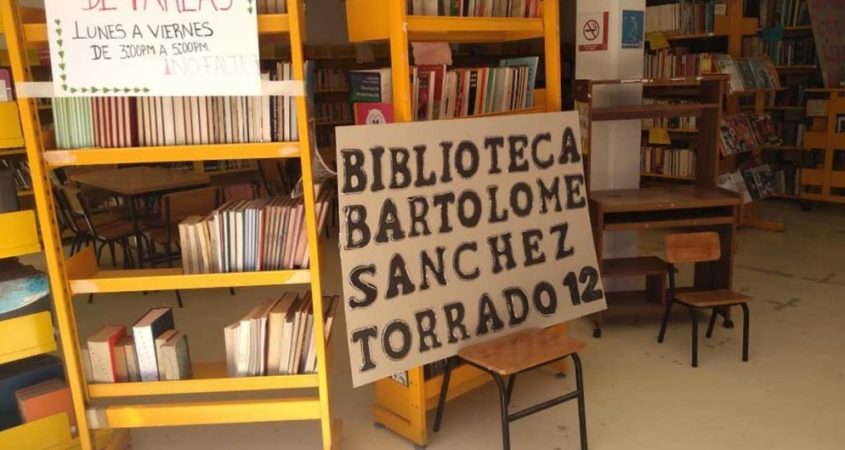 DE TAREAS
LUNES A VIERNES
DE 3:00PM A 5:00PM
¡NO FALTES!
BIBLIOTECA
BARTOLOME
SANCHEZ
TORRADO 12